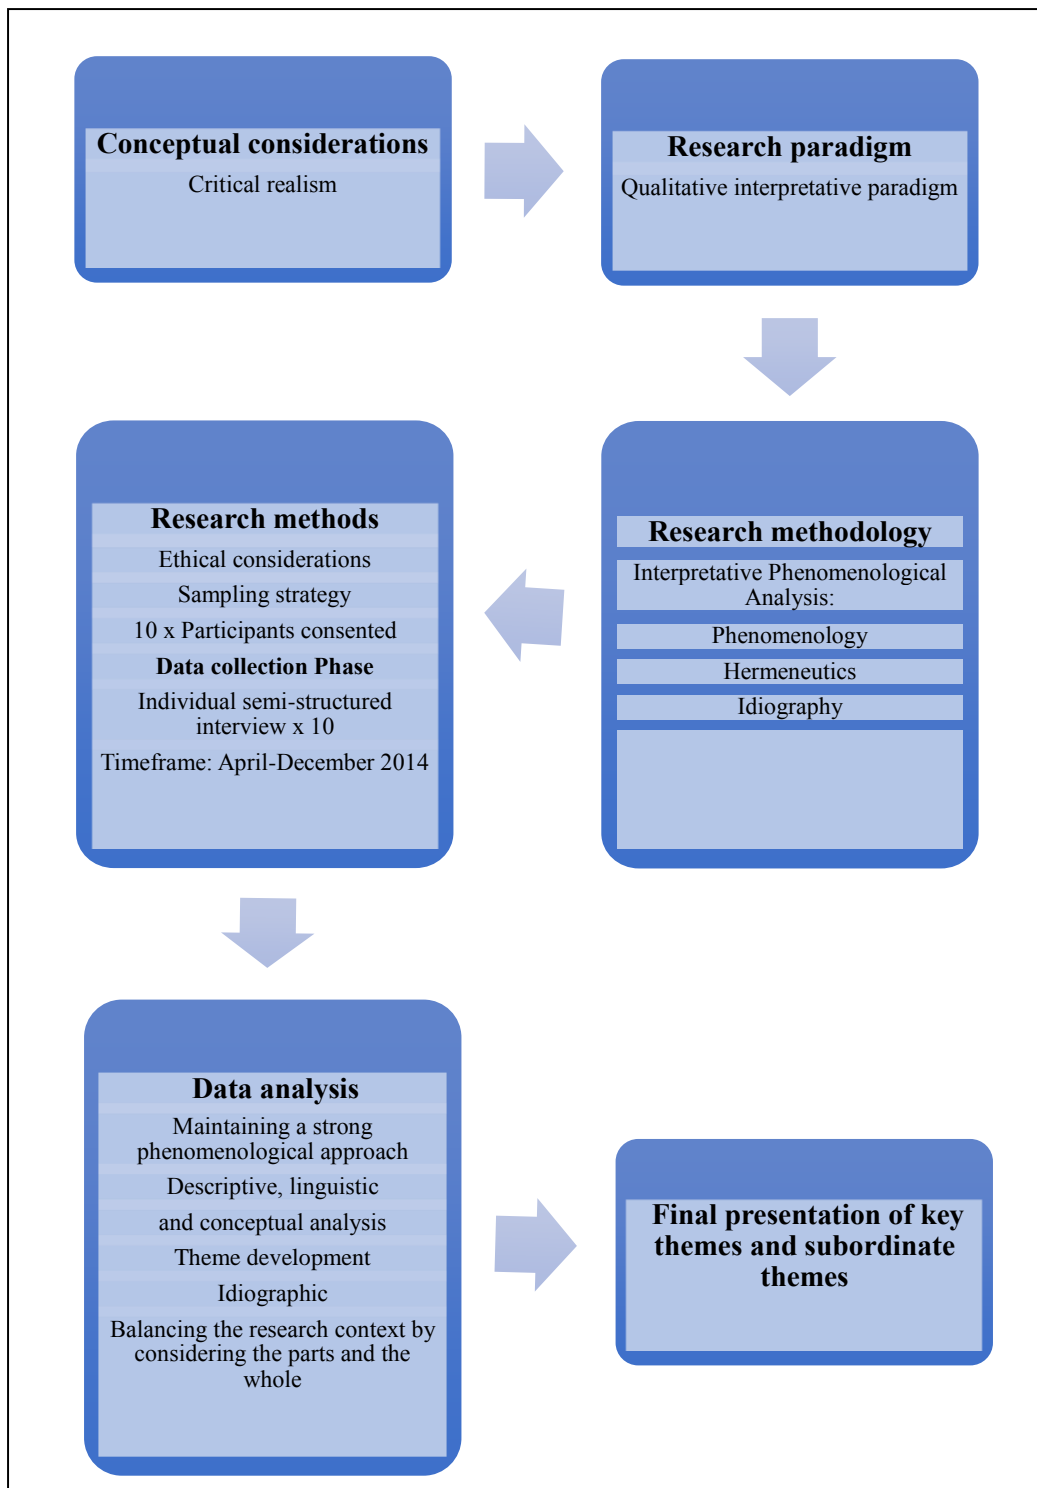 Conceptual considerations
Critical realism
Research paradigm
Qualitative interpretative paradigm
Research methodology
Interpretative Phenomenological
Analysis:
Phenomenology
Hermeneutics
Idiography
Research methods
Ethical considerations
Sampling strategy
10 x Participants consented
Data collection Phase
Individual semi-structured
interview x 10
Timeframe: April-December 2014
Data analysis
Maintaining a strong
phenomenological approach
Descriptive, linguistic
and conceptual analysis
Theme development
Idiographic
Balancing the research context by
considering the parts and the
whole
Final presentation of key
themes and subordinate
themes